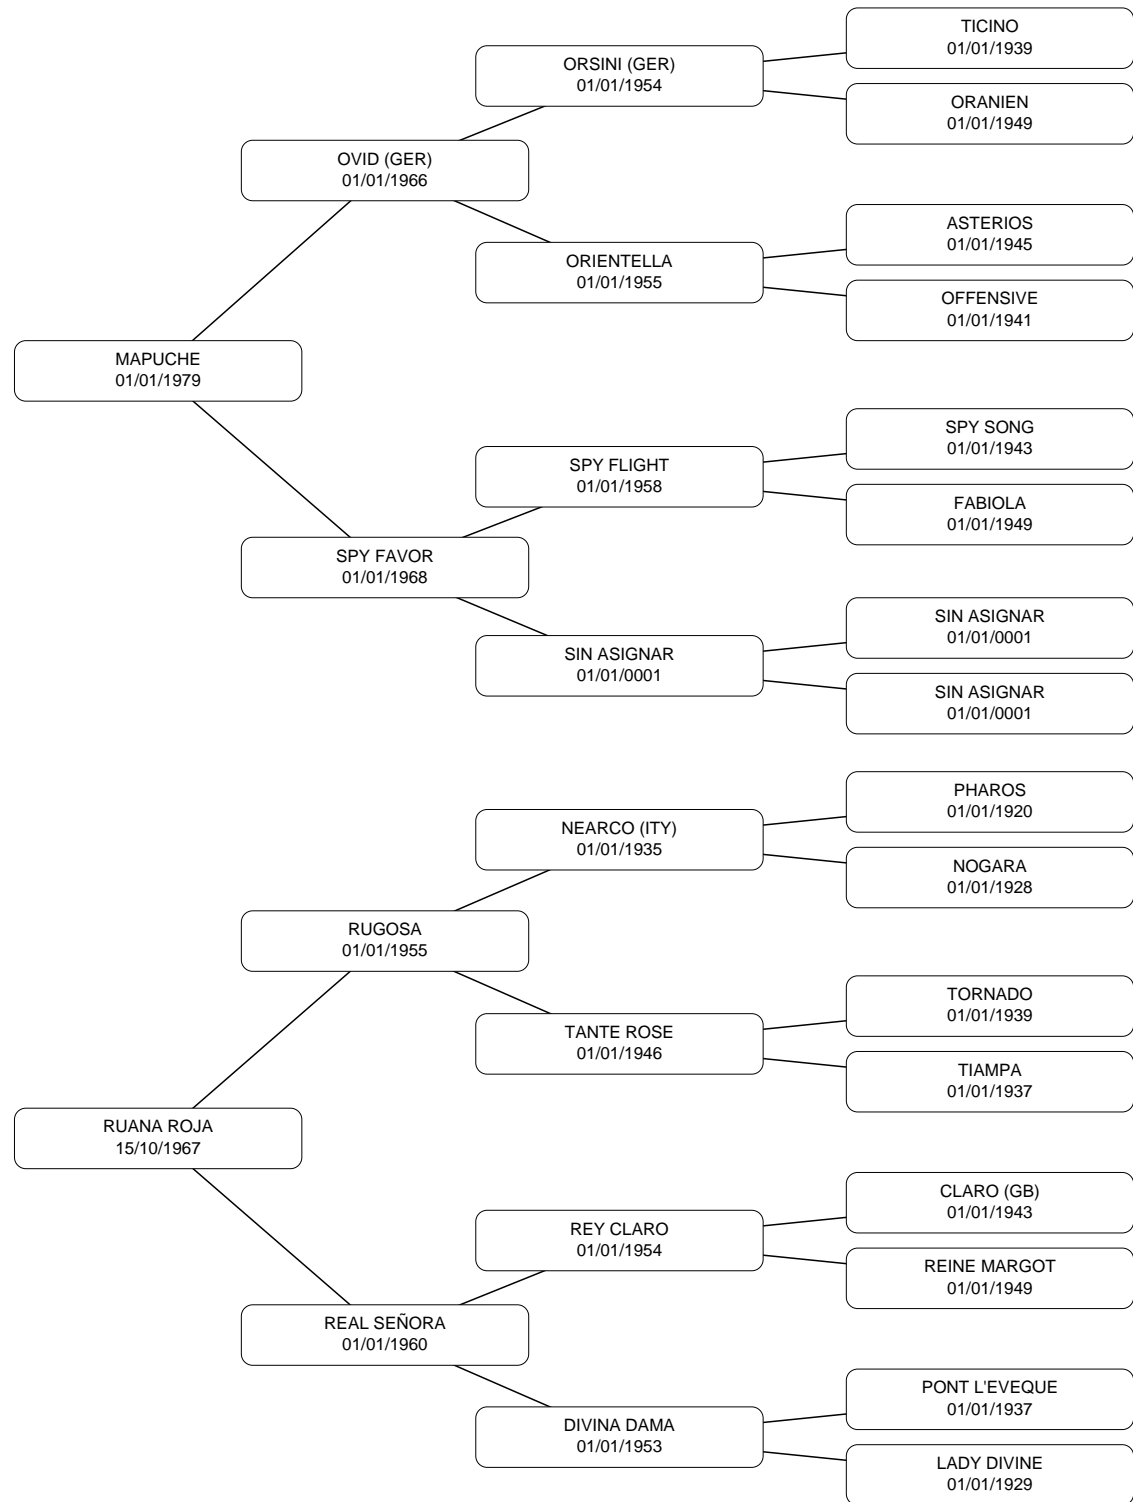 TICINO
01/01/1939
ORSINI (GER)
01/01/1954
ORANIEN
01/01/1949
OVID (GER)
01/01/1966
ASTERIOS
01/01/1945
ORIENTELLA
01/01/1955
OFFENSIVE
01/01/1941
MAPUCHE
01/01/1979
SPY SONG
01/01/1943
SPY FLIGHT
01/01/1958
FABIOLA
01/01/1949
SPY FAVOR
01/01/1968
SIN ASIGNAR
01/01/0001
SIN ASIGNAR
01/01/0001
SIN ASIGNAR
01/01/0001
PHAROS
01/01/1920
NEARCO (ITY)
01/01/1935
NOGARA
01/01/1928
RUGOSA
01/01/1955
TORNADO
01/01/1939
TANTE ROSE
01/01/1946
TIAMPA
01/01/1937
RUANA ROJA
15/10/1967
CLARO (GB)
01/01/1943
REY CLARO
01/01/1954
REINE MARGOT
01/01/1949
REAL SEÑORA
01/01/1960
PONT L'EVEQUE
01/01/1937
DIVINA DAMA
01/01/1953
LADY DIVINE
01/01/1929